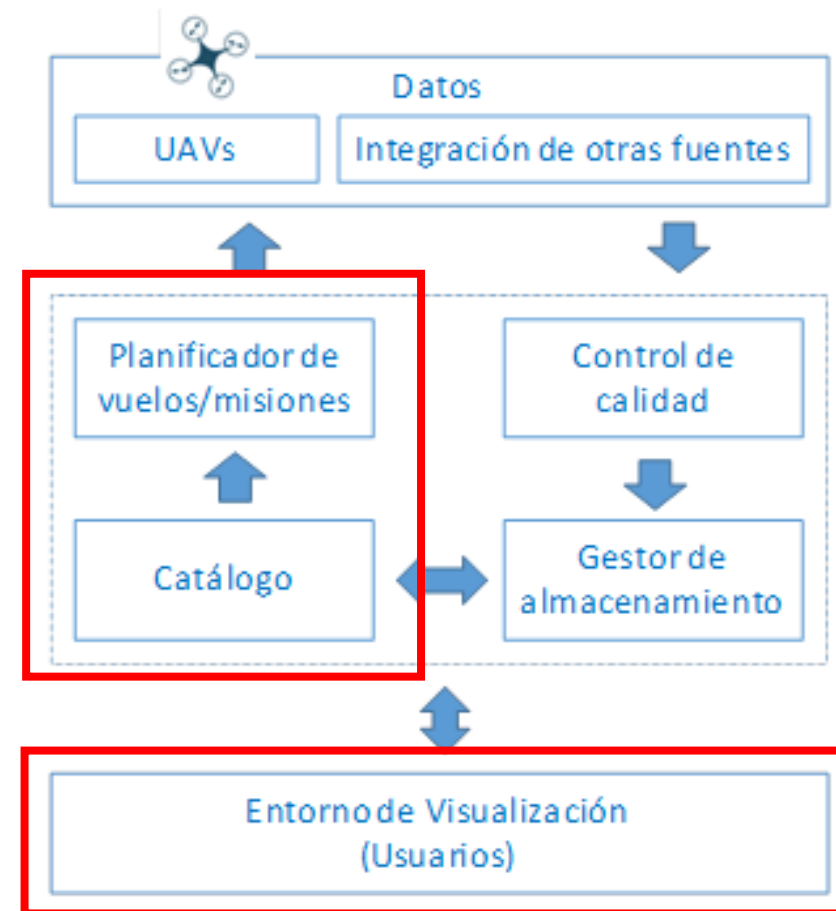 Datos
UAVs
Integración de otras fuentes
Planificador de
vuelos/misiones
Control de
calidad
Catálogo
Gestor de
almacenamiento
Entorno de Visualización
(Usuarios)